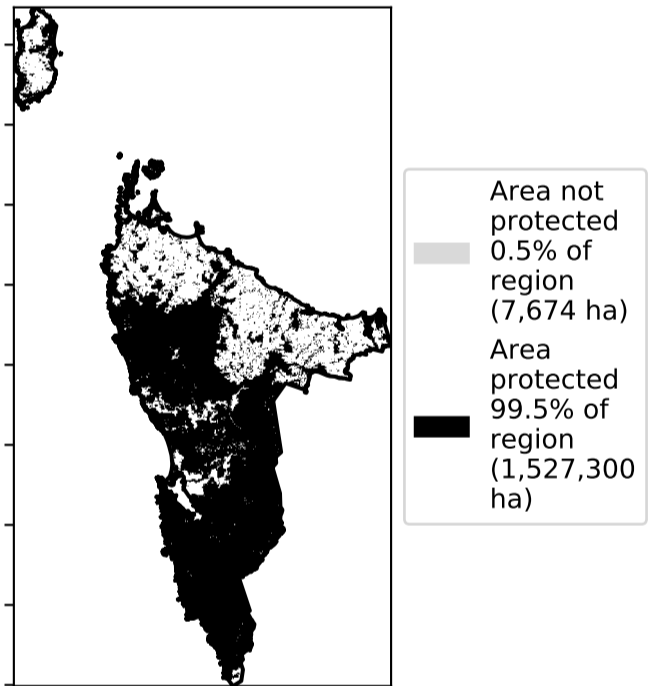 Area not
protected
0.5% of
region
(7,674 ha)
Area
protected
99.5% of
region
(1,527,300
ha)